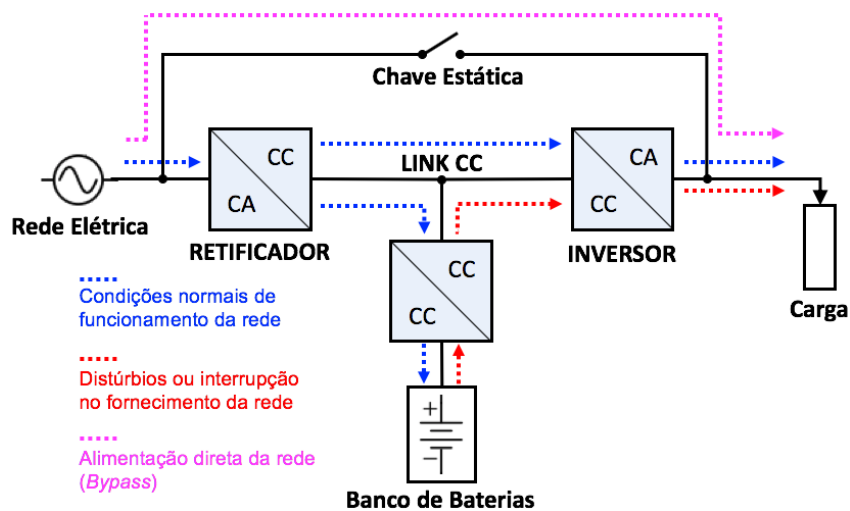 Chave Estática
CC
CA
LINK CC
CA
CC
Rede Elétrica
RETIFICADOR
INVERSOR
CC
CC
Carga
Condições normais de
funcionamento da rede
Distúrbios ou interrupção
no fornecimento da rede
+
−
Alimentação direta da rede
(Bypass)
Banco de Baterias